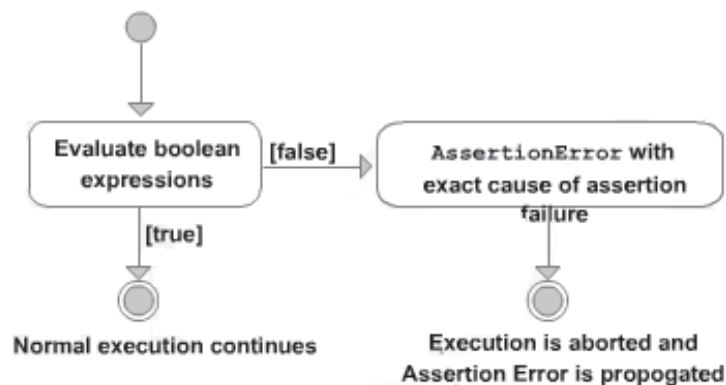 Evaluate boolean
expressions
[false]
AssertionError with
exact cause of assertion
failure
[true]
Normal execution continues
Execution is aborted and
Assertion Error is propogated